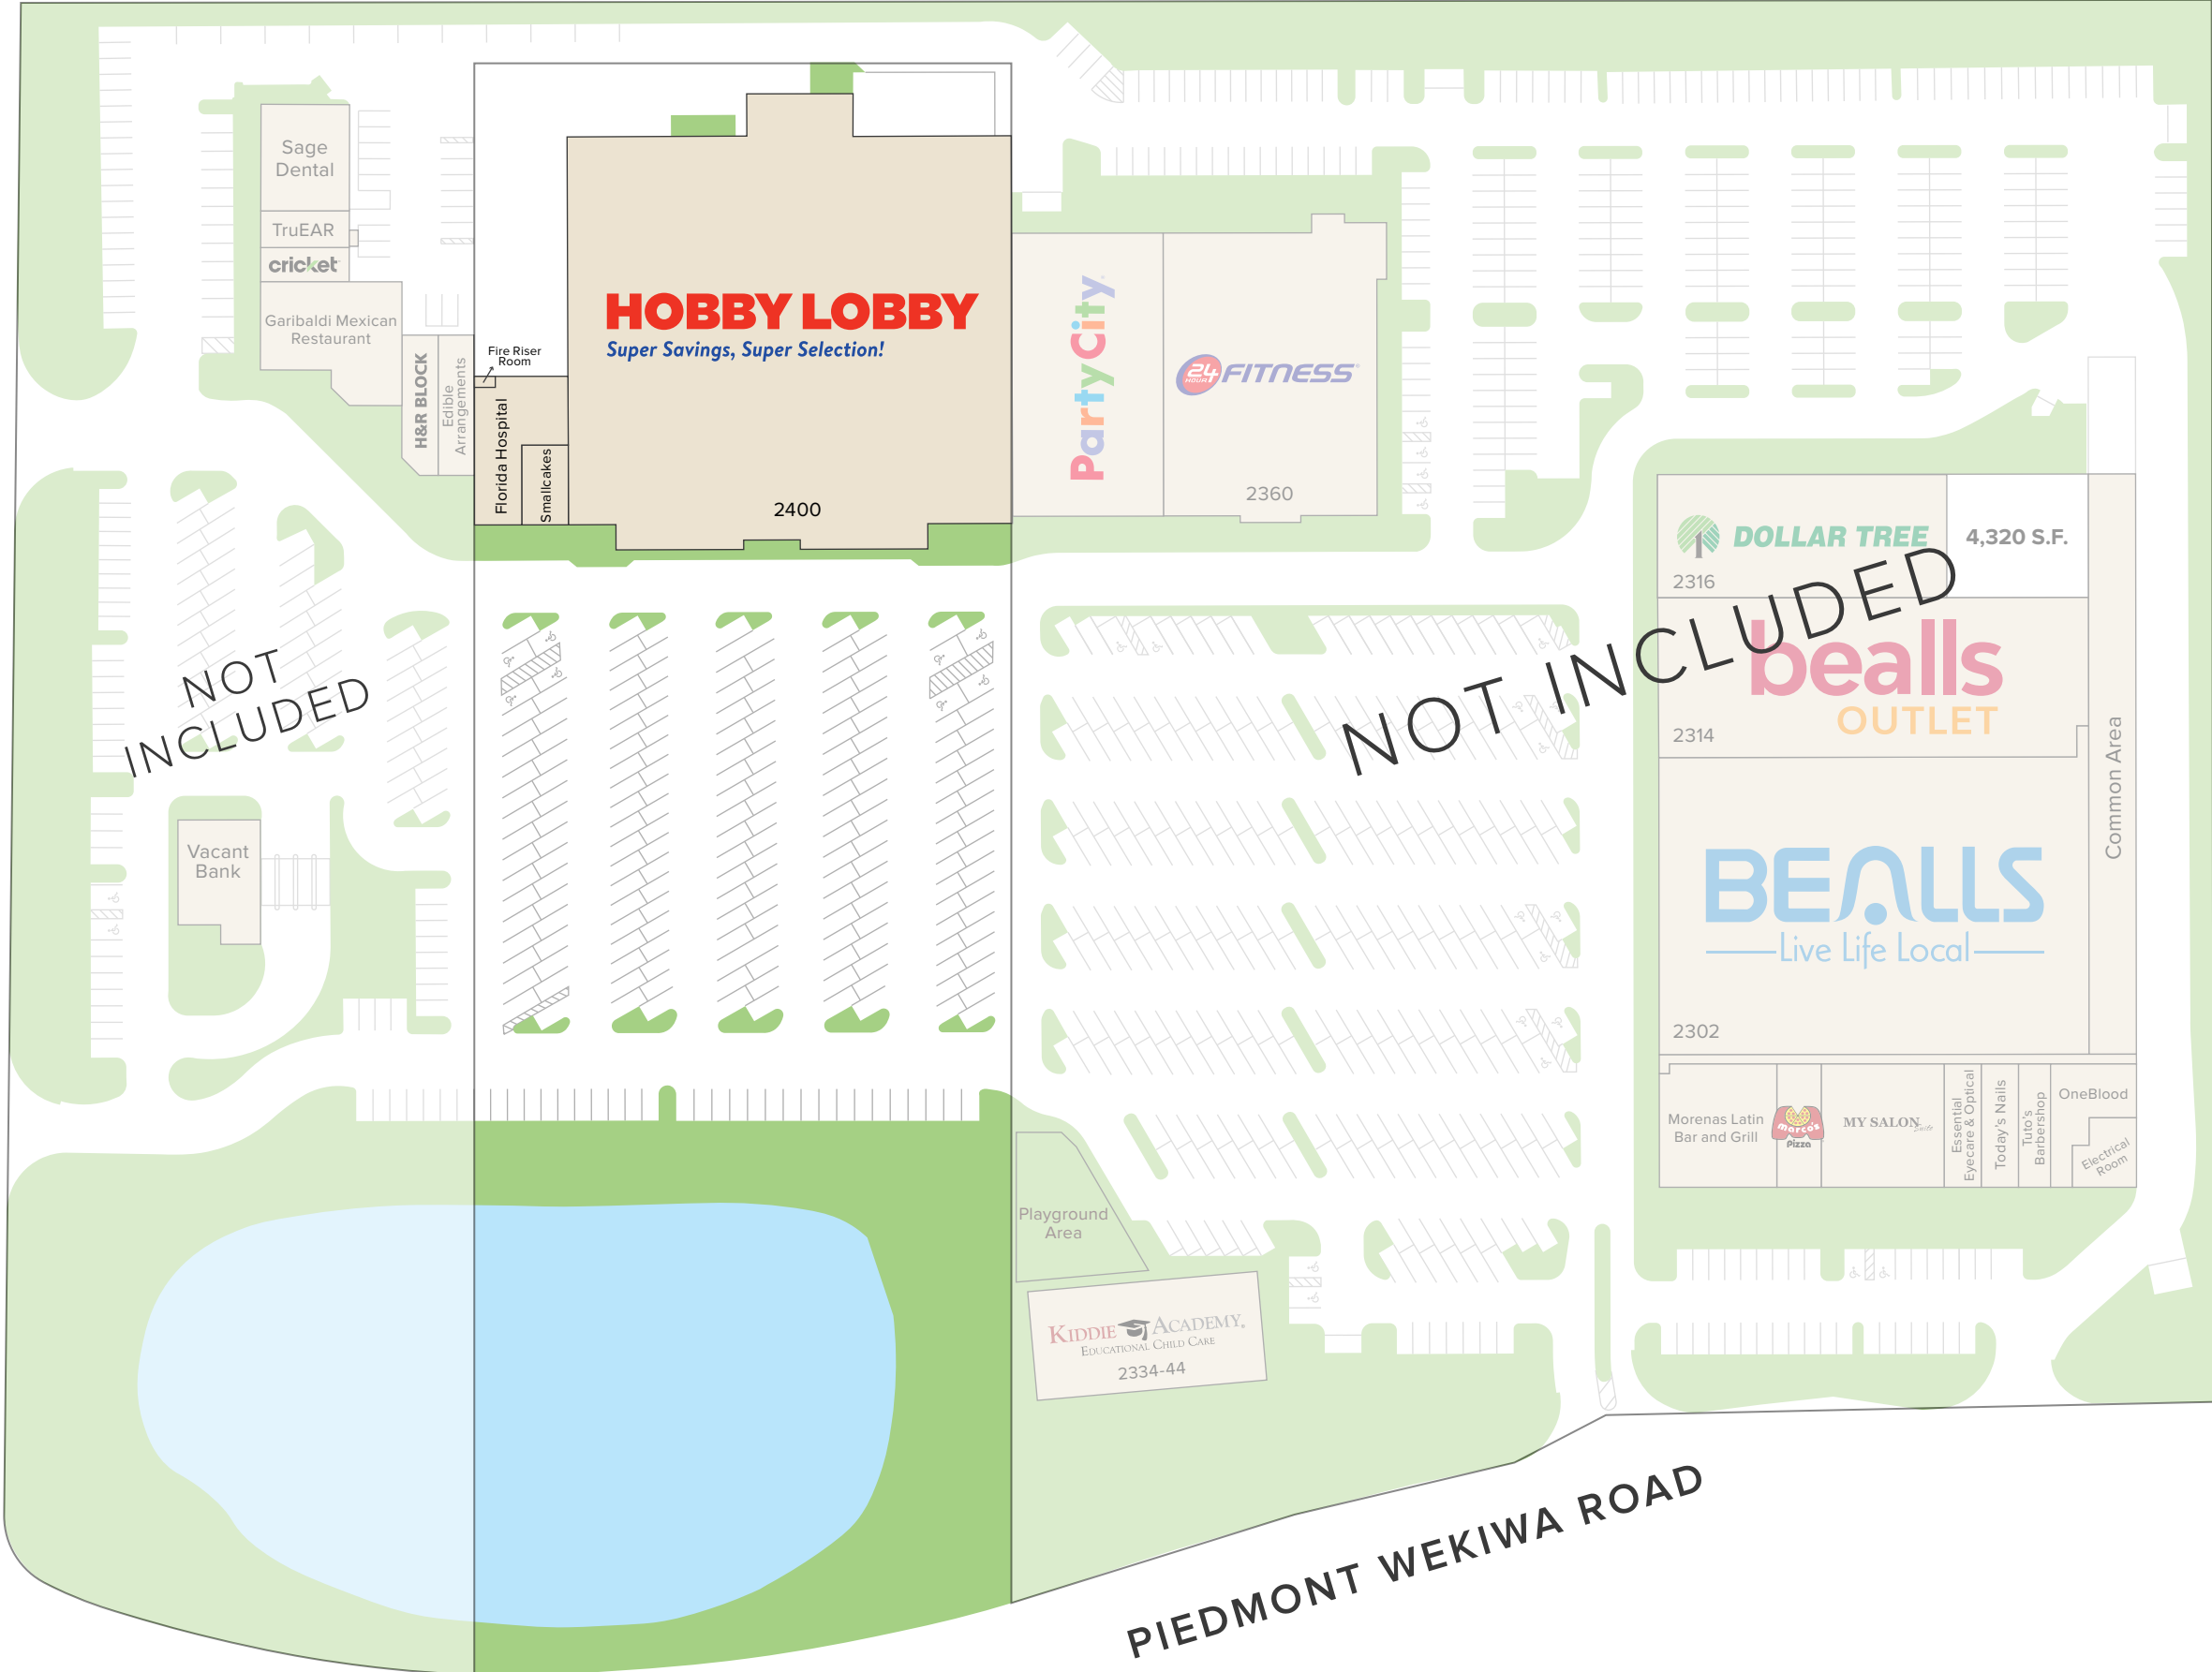 Sage
Dental
TruEAR
cricket
Garibaldi Mexican
Restaurant
H&R BLOCK
Edible
Arrangements
Fire Riser
Room
Florida Hospital
Smallcakes
HOBBY LOBBY
Super Savings, Super Selection!
2400
PartyCity
24
HOUR
FITNESS
2360
DOLLAR TREE
4,320 S.F.
2316
bealls
OUTLET
2314
Common Area
BEALLS
Live Life Local
2302
NOT INCLUDED
NOT
INCLUDED
Vacant
Bank
Morenas Latin
Bar and Grill
marco's
Pizza
MY SALON
Suite
Essential
Eyecare & Optical
Today's Nails
Tuto's
Barbershop
OneBlood
Electrical
Room
Playground
Area
KIDDIE ACADEMY®
EDUCATIONAL CHILD CARE
2334-44
PIEDMONT WEKIWA ROAD